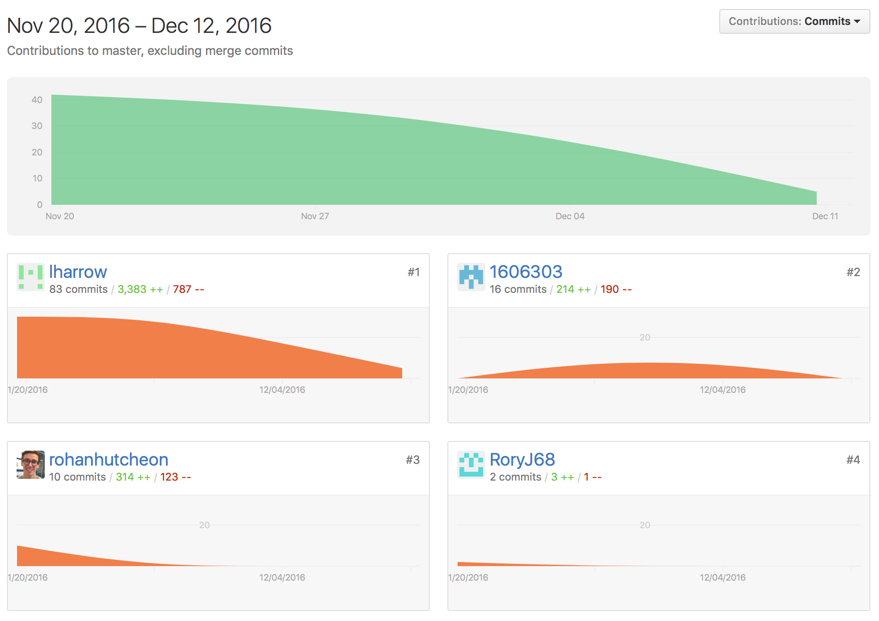 Nov 20, 2016 – Dec 12, 2016
Contributions: Commits
Contributions to master, excluding merge commits
40
30
20
10
0
Nov 20
Nov 27
Dec 04
Dec 11
lharrow
#1
83 commits / 3,383 ++ / 787 --
1/20/2016
12/04/2016
1606303
#2
16 commits / 214 ++ / 190 --
20
1/20/2016
12/04/2016
rohanhutcheon
#3
10 commits / 314 ++ / 123 --
20
1/20/2016
12/04/2016
RoryJ68
#4
2 commits / 3 ++ / 1 --
20
1/20/2016
12/04/2016